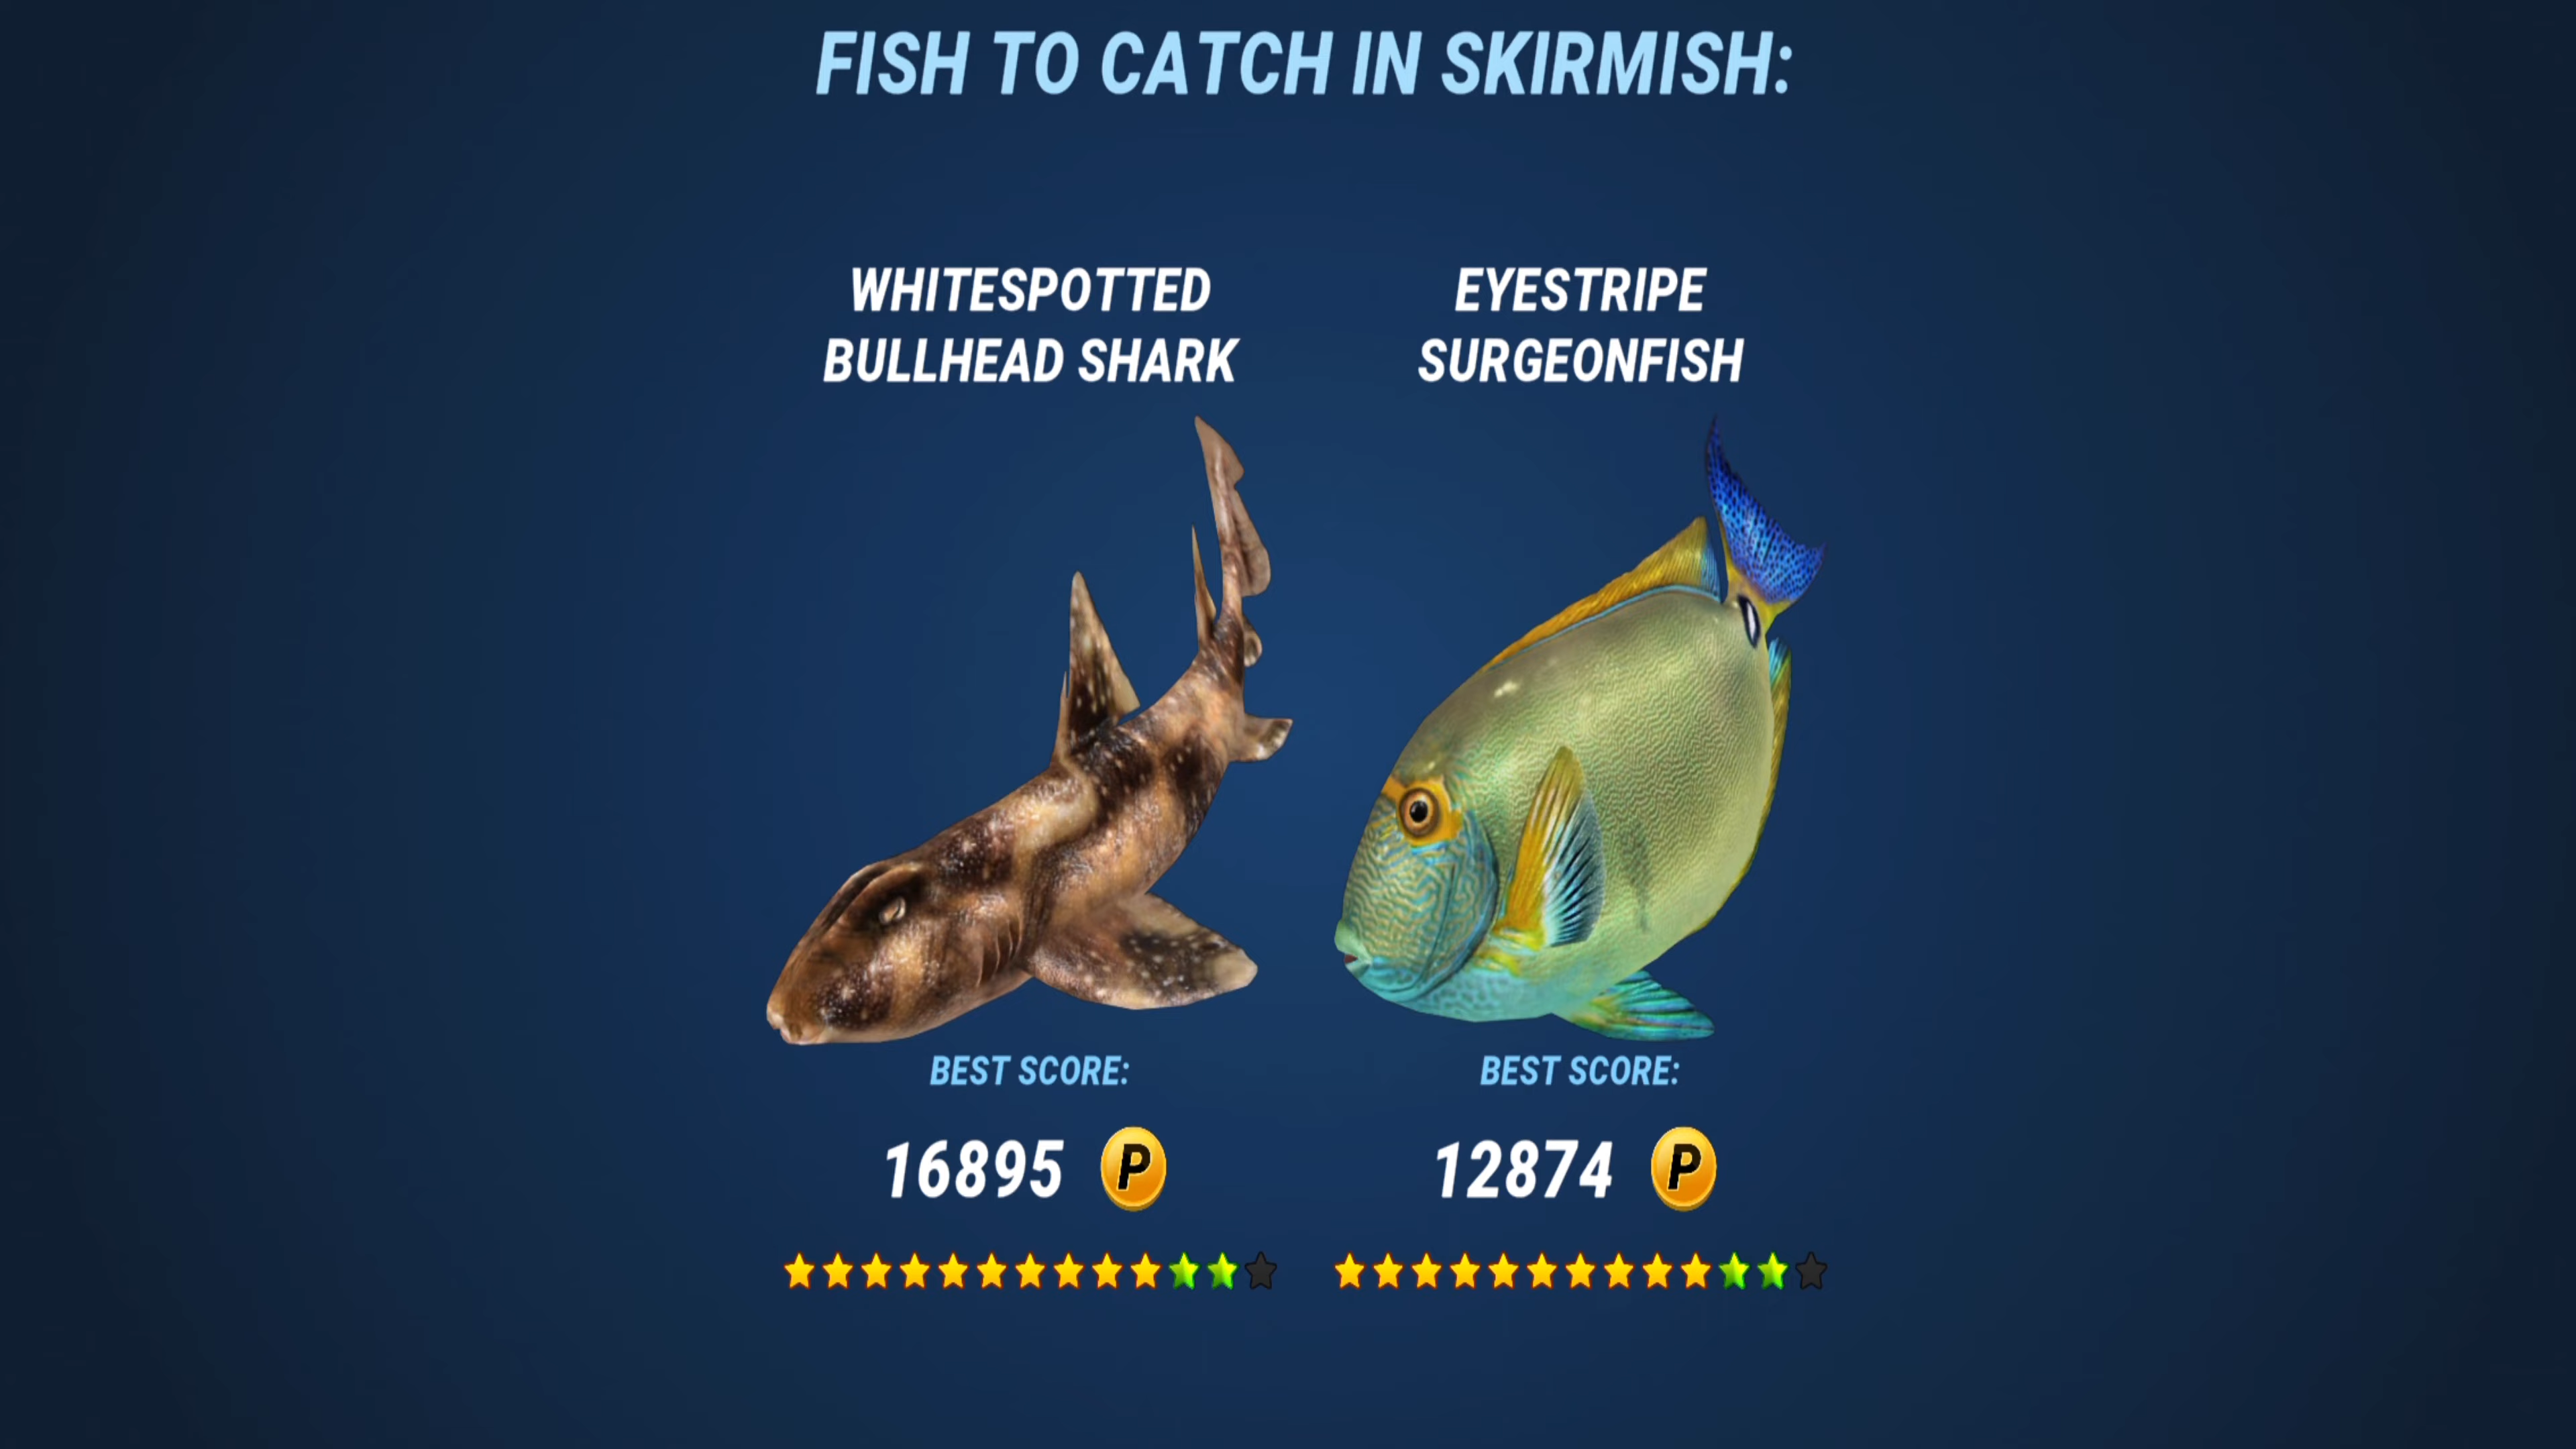 FISH TO CATCH IN SKIRMISH:
WHITESPOTTED
BULLHEAD SHARK
BEST SCORE:
16895 P
EYESTRIPE
SURGEONFISH
BEST SCORE:
12874 P